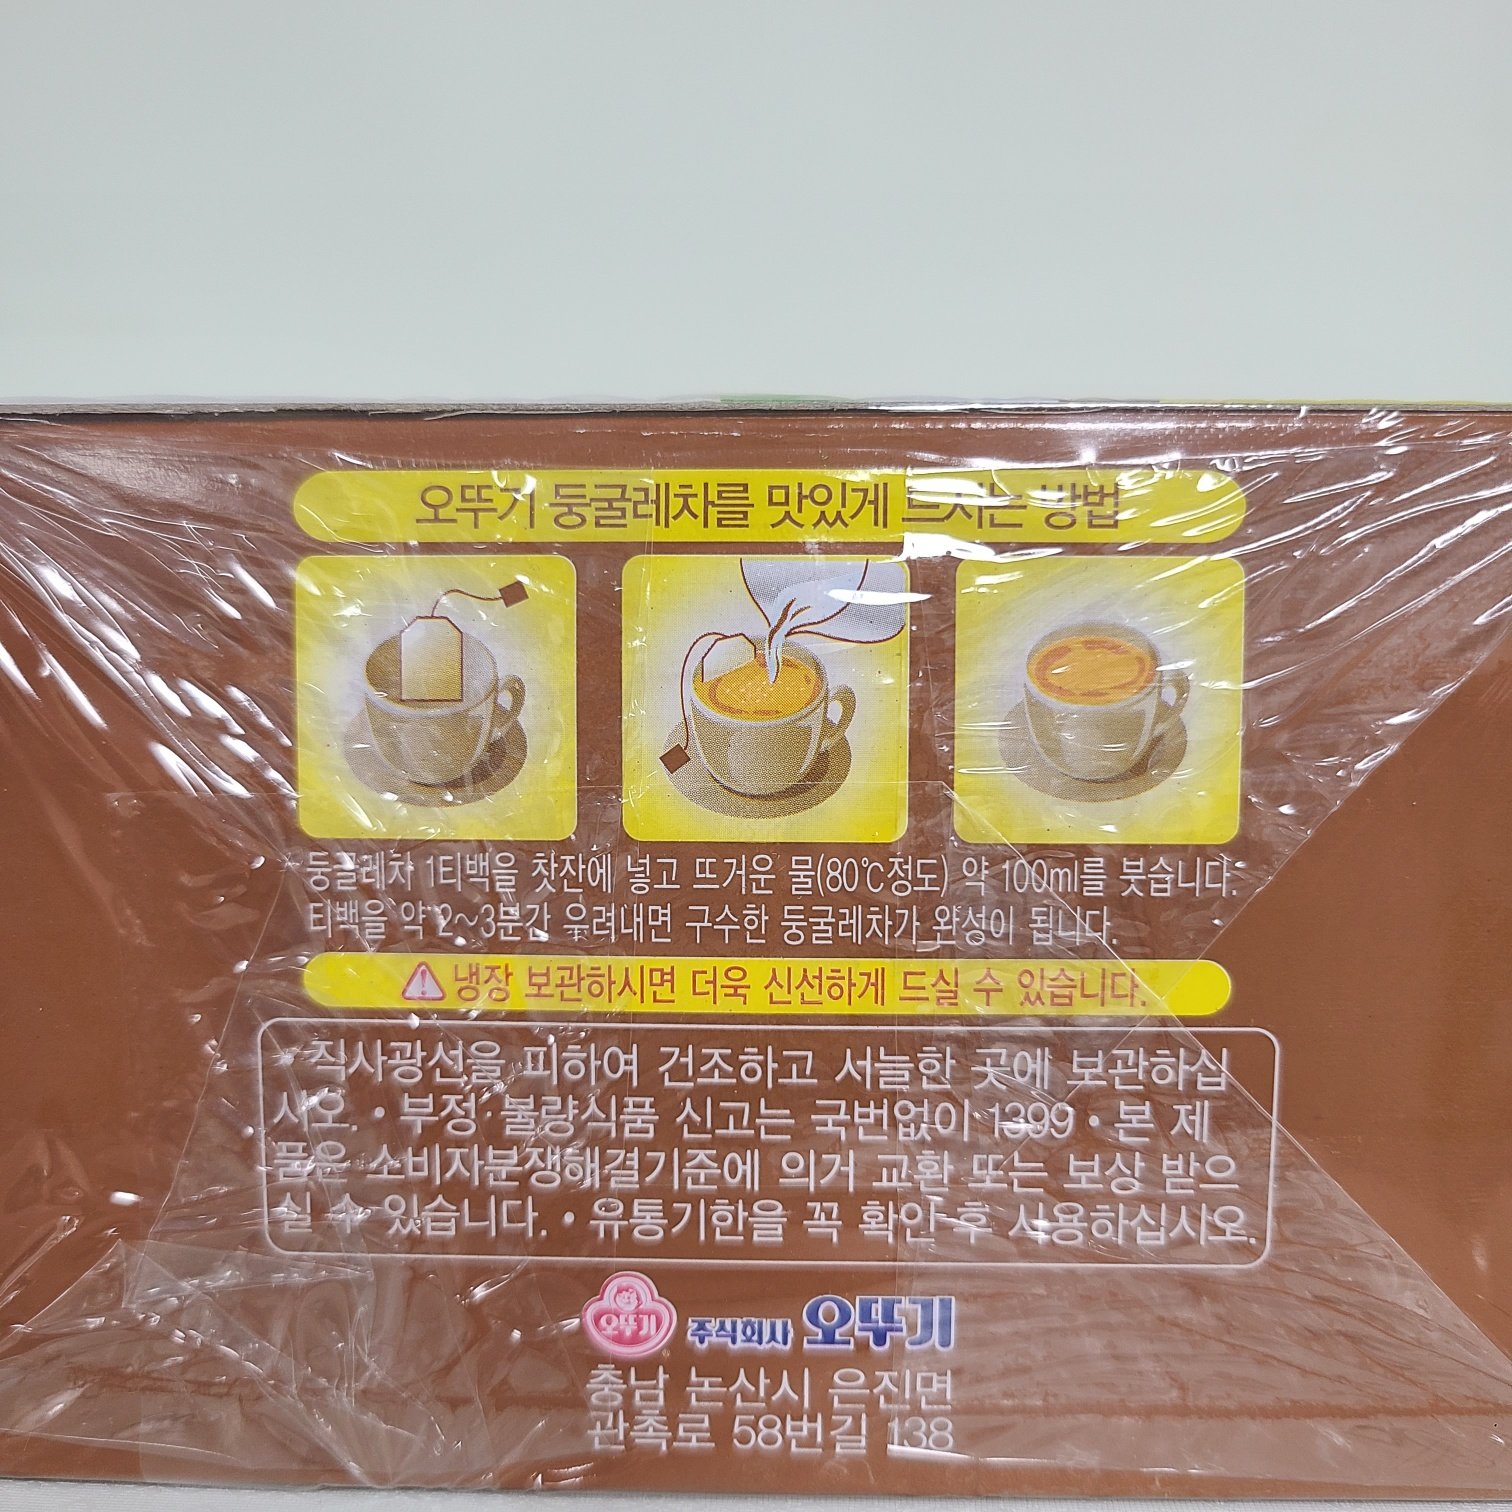 오뚜기 둥굴레차를 맛있게 드시는 방법
둥굴레차 1티백을 찻잔에 넣고 뜨거운 물(80℃정도) 약 100ml를 붓습니다.
티백을 약 2~3분간 우려내면 구수한 둥굴레차가 완성이 됩니다.
냉장 보관하시면 더욱 신선하게 드실 수 있습니다.
직사광선을 피하여 건조하고 서늘한 곳에 보관하십
시오. • 부정·불량식품 신고는 국번없이 1399 • 본 제
품은 소비자분쟁해결기준에 의거 교환 또는 보상 받으
실 수 있습니다. • 유통기한을 꼭 확인 후 사용하십시오.
오뚜기 주식회사 오뚜기
충남 논산시 은진면
관촉로 58번길 138